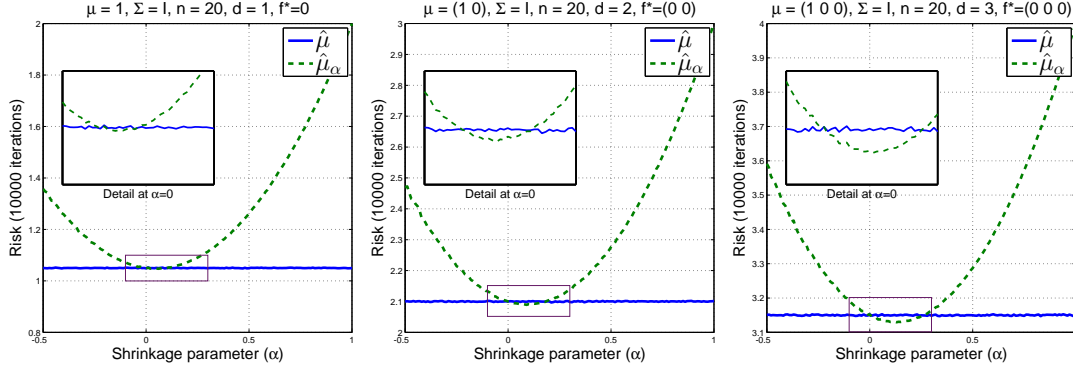 μ = 1, Σ = I, n = 20, d = 1, f*=0
Risk (10000 iterations)
2
1.8
1.6
1.4
1.2
1
0.8
-0.5
0
0.5
1
Shrinkage parameter (α)
μ̂
μ̂α
Detail at α=0
μ = (1 0), Σ = I, n = 20, d = 2, f*=(0 0)
Risk (10000 iterations)
3
2.9
2.8
2.7
2.6
2.5
2.4
2.3
2.2
2.1
2
-0.5
0
0.5
1
Shrinkage parameter (α)
μ̂
μ̂α
Detail at α=0
μ = (1 0 0), Σ = I, n = 20, d = 3, f*=(0 0 0)
Risk (10000 iterations)
4
3.9
3.8
3.7
3.6
3.5
3.4
3.3
3.2
3.1
-0.5
0
0.5
Shrinkage parameter (α)
μ̂
μ̂α
Detail at α=0